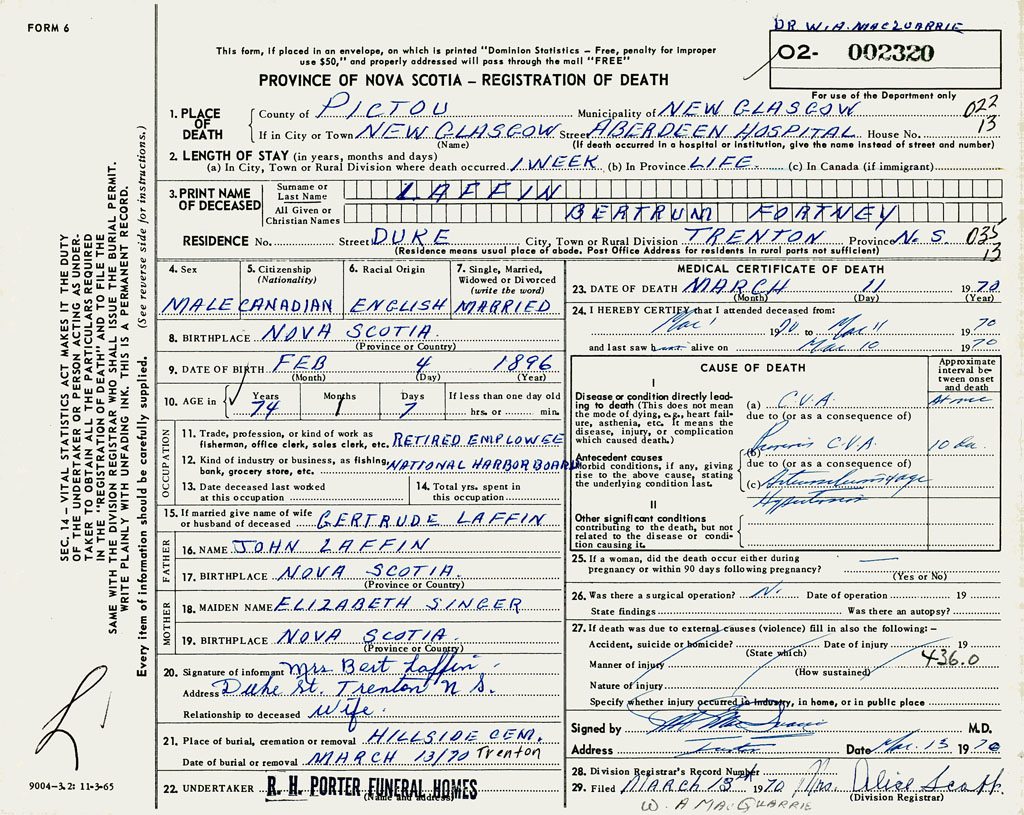 FORM 6
DR W.A. MACQUARRIE
02- 002320
This form, if placed in an envelope, on which is printed "Dominion Statistics – Free, penalty for improper
use $50," and properly addressed will pass through the mail "FREE"
PROVINCE OF NOVA SCOTIA – REGISTRATION OF DEATH
For use of the Department only
022
13
1. PLACE OF DEATH
County of PICTOU Municipality of NEW GLASGOW
If in City or Town NEW GLASGOW Street ABERDEEN HOSPITAL House No.
(Name) (If death occurred in a hospital or institution, give the name instead of street and number)
2. LENGTH OF STAY (in years, months and days)
(a) In City, Town or Rural Division where death occurred 1 WEEK (b) In Province LIFE. (c) In Canada (if immigrant)
3. PRINT NAME OF DECEASED
Surname or Last Name LAFFIN
All Given or Christian Names BERTRUM FORTNEY
RESIDENCE No. Street DUKE City, Town or Rural Division TRENTON Province N.S. 035
13
(Residence means usual place of abode. Post Office Address for residents in rural parts not sufficient)
4. Sex
MALE
5. Citizenship
(Nationality)
CANADIAN
6. Racial Origin
ENGLISH
7. Single, Married,
Widowed or Divorced
(write the word)
MARRIED
8. BIRTHPLACE NOVA SCOTIA.
(Province or Country)
9. DATE OF BIRTH FEB 4 1896
(Month) (Day) (Year)
10. AGE in Years Months Days If less than one day old
74 1 7 hrs. or min.
OCCUPATION
11. Trade, profession, or kind of work as
fisherman, office clerk, sales clerk, etc. RETIRED EMPLOYEE
12. Kind of industry or business, as fishing,
bank, grocery store, etc. NATIONAL HARBOR BOARD
13. Date deceased last worked
at this occupation
14. Total yrs. spent in
this occupation
15. If married give name of wife
or husband of deceased GERTRUDE LAFFIN
FATHER
16. NAME JOHN LAFFIN
17. BIRTHPLACE NOVA SCOTIA.
(Province or Country)
MOTHER
18. MAIDEN NAME ELIZABETH SINGER
19. BIRTHPLACE NOVA SCOTIA.
(Province or Country)
20. Signature of informant Mrs Bert Laffin
Address Duke St. Trenton N S.
Relationship to deceased Wife.
21. Place of burial, cremation or removal HILLSIDE CEM.
Trenton
Date of burial or removal MARCH 13/70
22. UNDERTAKER R. H. PORTER FUNERAL HOMES
(Name and address)
MEDICAL CERTIFICATE OF DEATH
23. DATE OF DEATH MARCH 11 1970
(Month) (Day) (Year)
24. I HEREBY CERTIFY that I attended deceased from:
Mar 1 1970 to Mar 11 1970
and last saw h alive on Mar 10 1970
CAUSE OF DEATH
Approximate
interval be-
tween onset
and death
I
Disease or condition directly lead-
ing to death (This does not mean
the mode of dying, e.g., heart fail-
ure, asthenia, etc. It means the
disease, injury, or complication
which caused death.)
(a) C.V.A.
due to (or as a consequence of)
Antecedent causes
Morbid conditions, if any, giving
rise to the above cause, stating
the underlying condition last.
(b) Previous C.V.A.
due to (or as a consequence of)
(c)
II
Other significant conditions
contributing to the death, but not
related to the disease or condi-
tion causing it.
25. If a woman, did the death occur either during
pregnancy or within 90 days following pregnancy?
(Yes or No)
26. Was there a surgical operation? No. Date of operation 19
State findings Was there an autopsy?
27. If death was due to external causes (violence) fill in also the following: –
Accident, suicide or homicide? Date of injury 19
(State which) 436.0
Manner of injury
(How sustained)
Nature of injury
Specify whether injury occurred in industry, in home, or in public place
Signed by M.D.
Address Trenton Date Mar. 13 1970
28. Division Registrar's Record Number
29. Filed MARCH 13th 1970 Mrs. Alice Scott
(Division Registrar)
W. A MACQUARRIE
SEC. 14 – VITAL STATISTICS ACT MAKES IT THE DUTY
OF THE UNDERTAKER OR PERSON ACTING AS UNDER-
TAKER TO OBTAIN ALL THE PARTICULARS REQUIRED
IN THE "REGISTRATION OF DEATH" AND TO FILE THE
SAME WITH THE DIVISION REGISTRAR WHO SHALL ISSUE THE BURIAL PERMIT.
WRITE PLAINLY WITH UNFADING INK. THIS IS A PERMANENT RECORD.
Every item of information should be carefully supplied. (See reverse side for instructions.)
9004–3.2: 11-3-65